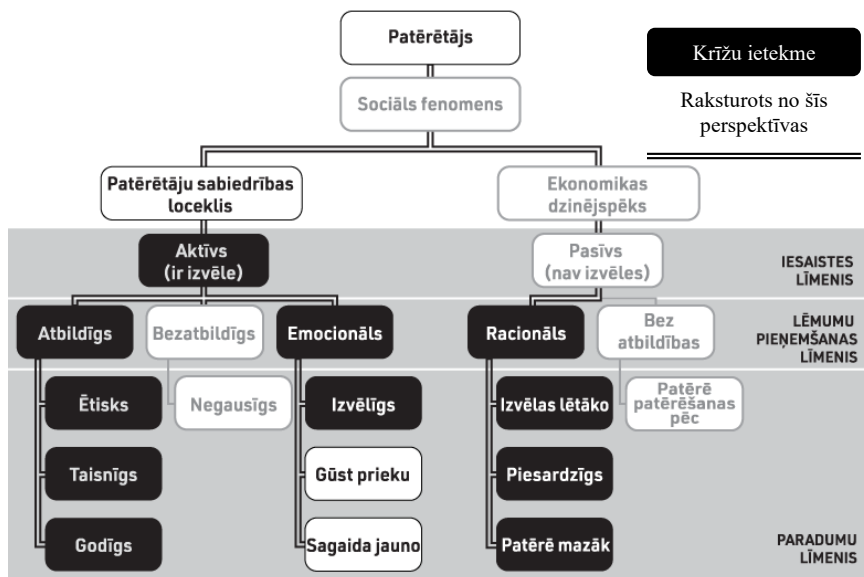 Patērētājs
Krīžu ietekme
Raksturots no šīs
perspektīvas
Sociāls fenomens
Patērētāju sabiedrības
loceklis
Ekonomikas
dzinējspēks
Aktīvs
(ir izvēle)
Pasīvs
(nav izvēles)
IESAISTES
LĪMENIS
Atbildīgs
Bezatbildīgs
Emocionāls
Racionāls
Bez
atbildības
LĒMUMU
PIEŅEMŠANAS
LĪMENIS
Ētisks
Negausīgs
Izvēlīgs
Izvēlas lētāko
Patērē
patērēšanas
pēc
Taisnīgs
Gūst prieku
Piesardzīgs
Godīgs
Sagaida jauno
Patērē mazāk
PARADUMU
LĪMENIS